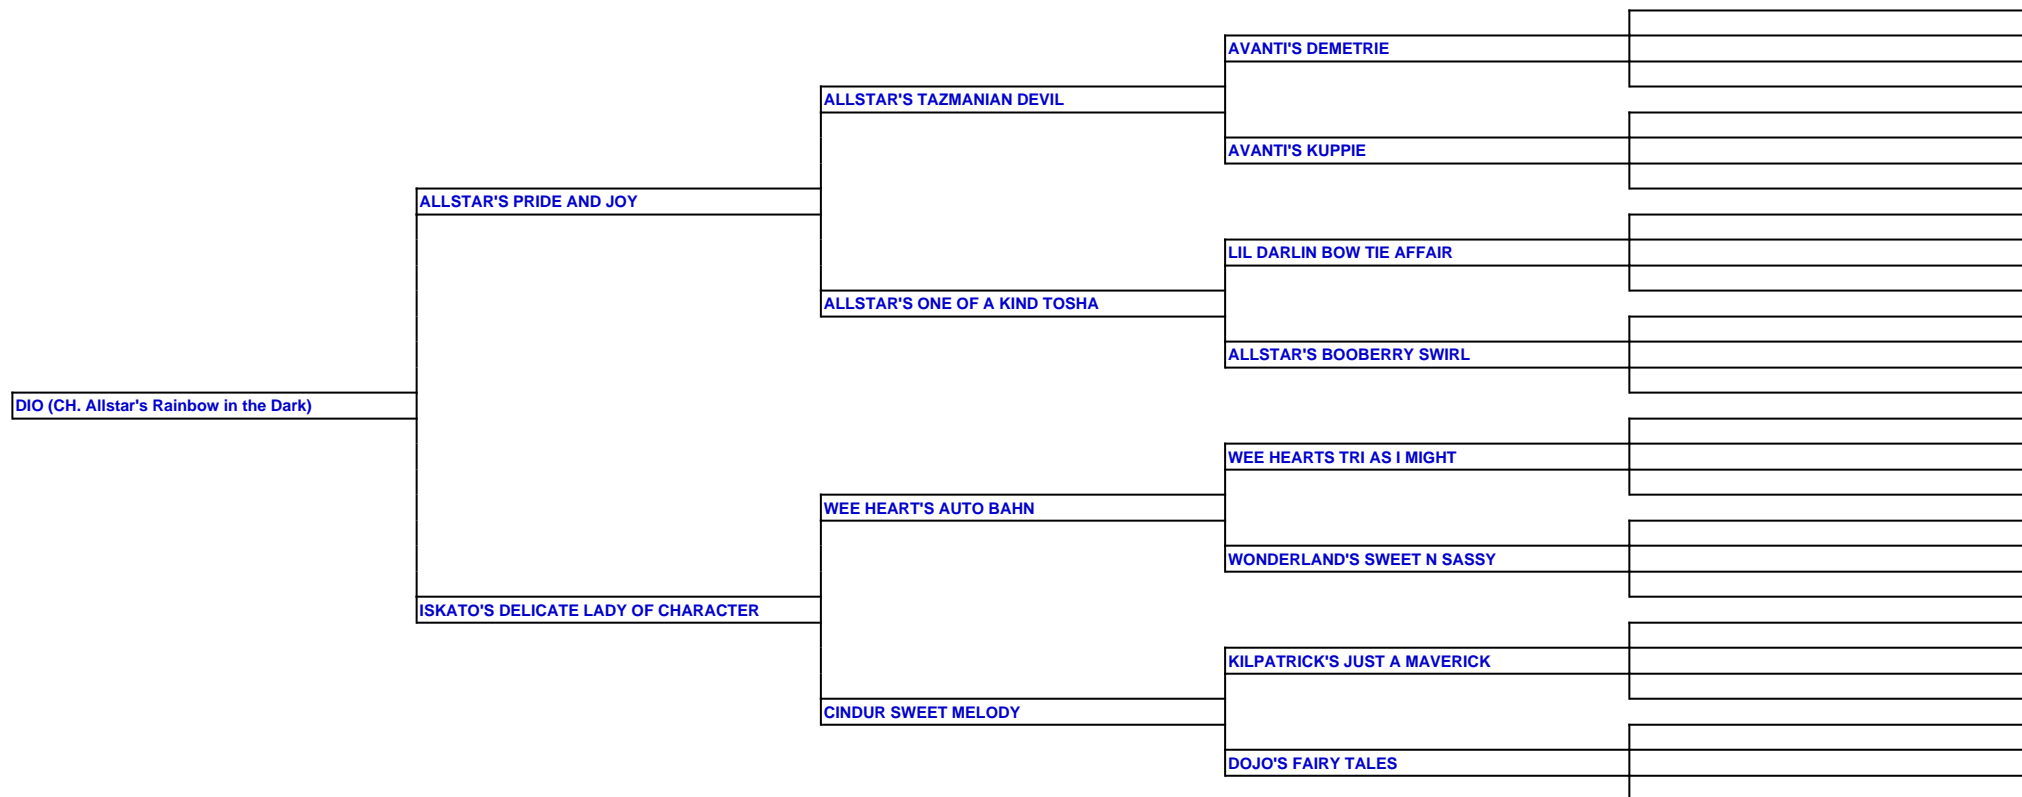 AVANTI'S DEMETRIE
ALLSTAR'S TAZMANIAN DEVIL
AVANTI'S KUPPIE
ALLSTAR'S PRIDE AND JOY
LIL DARLIN BOW TIE AFFAIR
ALLSTAR'S ONE OF A KIND TOSHA
ALLSTAR'S BOOBERRY SWIRL
DIO (CH. Allstar's Rainbow in the Dark)
WEE HEARTS TRI AS I MIGHT
WEE HEART'S AUTO BAHN
WONDERLAND'S SWEET N SASSY
ISKATO'S DELICATE LADY OF CHARACTER
KILPATRICK'S JUST A MAVERICK
CINDUR SWEET MELODY
DOJO'S FAIRY TALES